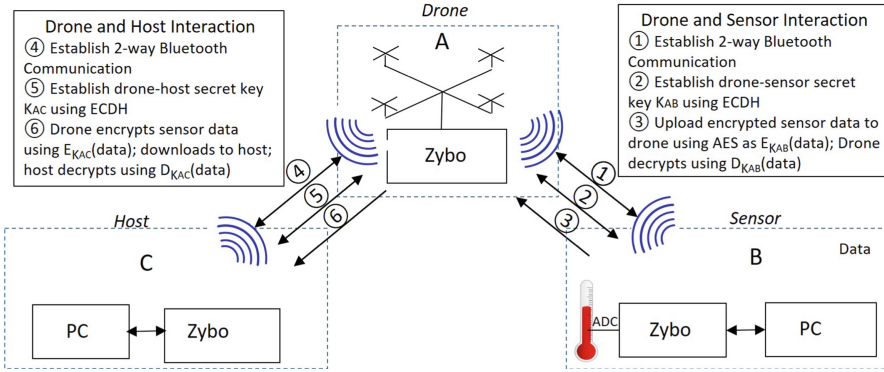 Drone and Host Interaction
④ Establish 2-way Bluetooth
Communication
⑤ Establish drone-host secret key
KAC using ECDH
⑥ Drone encrypts sensor data
using EKAC(data); downloads to host;
host decrypts using DKAC(data)
Drone
A
Zybo
Drone and Sensor Interaction
① Establish 2-way Bluetooth
Communication
② Establish drone-sensor secret
key KAB using ECDH
③ Upload encrypted sensor data to
drone using AES as EKAB(data); Drone
decrypts using DKAB(data)
④
⑤
⑥
①
②
③
Host
C
PC
Zybo
Sensor
B
Data
ADC
Zybo
PC